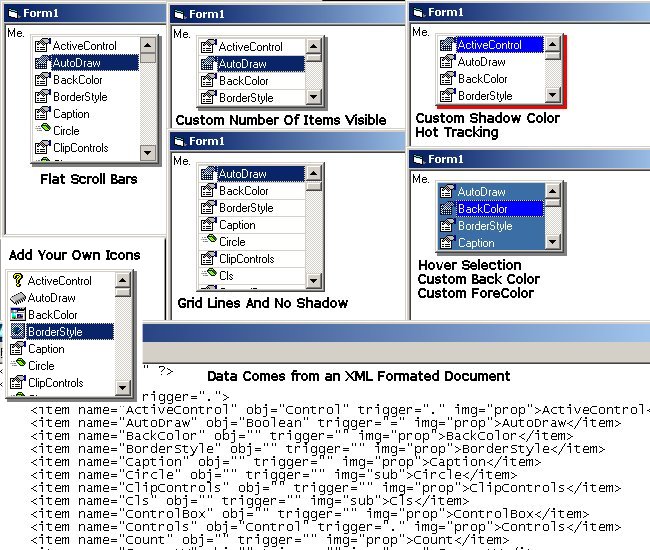 Form1
Me.
ActiveControl
AutoDraw
BackColor
BorderStyle
Caption
Circle
ClipControls
Flat Scroll Bars
Form1
Me.
ActiveControl
AutoDraw
BackColor
BorderStyle
Custom Number Of Items Visible
Form1
Me.
ActiveControl
AutoDraw
BackColor
BorderStyle
Custom Shadow Color
Hot Tracking
Form1
Me.
AutoDraw
BackColor
BorderStyle
Caption
Circle
ClipControls
Cls
Grid Lines And No Shadow
Form1
Me.
AutoDraw
BackColor
BorderStyle
Caption
Hover Selection
Custom Back Color
Custom ForeColor
Add Your Own Icons
ActiveControl
AutoDraw
BackColor
BorderStyle
Caption
Circle
ClipControls
Data Comes from an XML Formated Document
" ?>
rigger=".">
<item name="ActiveControl" obj="Control" trigger="." img="prop">ActiveControl<
<item name="AutoDraw" obj="Boolean" trigger="=" img="prop">AutoDraw</item>
<item name="BackColor" obj="" trigger="" img="prop">BackColor</item>
<item name="BorderStyle" obj="" trigger="" img="prop">BorderStyle</item>
<item name="Caption" obj="" trigger="" img="prop">Caption</item>
<item name="Circle" obj="" trigger="" img="sub">Circle</item>
<item name="ClipControls" obj="" trigger="" img="prop">ClipControls</item>
<item name="Cls" obj="" trigger="" img="sub">Cls</item>
<item name="ControlBox" obj="" trigger="" img="prop">ControlBox</item>
<item name="Controls" obj="Control" trigger="." img="prop">Controls</item>
<item name="Count" obj="" trigger="" img="prop">Count</item>